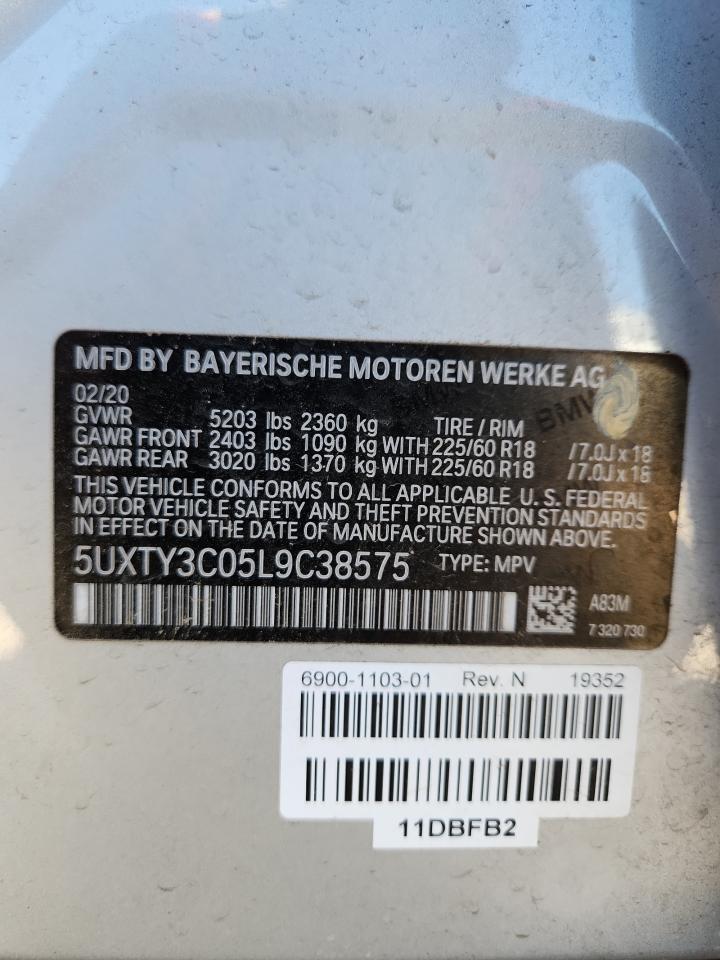 MFD BY BAYERISCHE MOTOREN WERKE AG
02/20
GVWR 5203 lbs 2360 kg TIRE / RIM BMW
GAWR FRONT 2403 lbs 1090 kg WITH 225/60 R18 /7.0J x 18
GAWR REAR 3020 lbs 1370 kg WITH 225/60 R18 /7.0J x 18
THIS VEHICLE CONFORMS TO ALL APPLICABLE U. S. FEDERAL
MOTOR VEHICLE SAFETY AND THEFT PREVENTION STANDARDS
IN EFFECT ON THE DATE OF MANUFACTURE SHOWN ABOVE.
5UXTY3C05L9C38575 TYPE: MPV
A83M
7 320 730
6900-1103-01 Rev. N 19352
11DBFB2